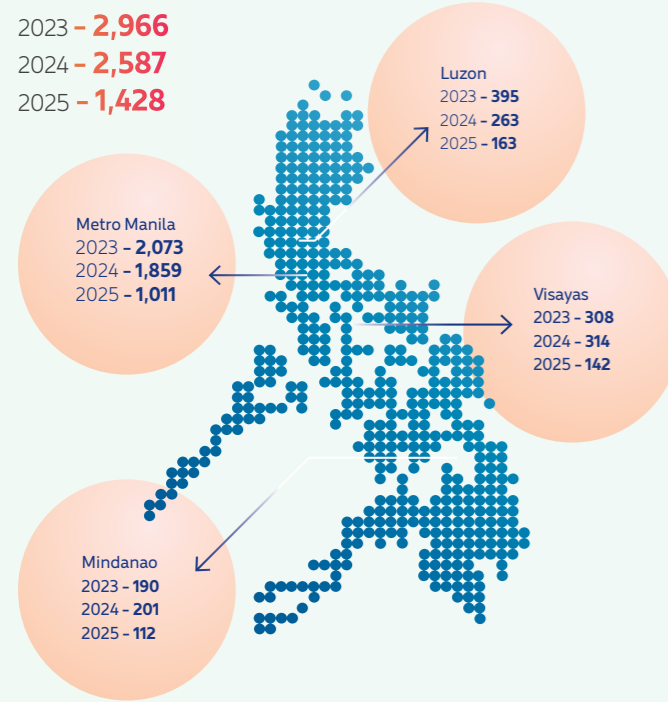 2023 – 2,966
2024 – 2,587
2025 – 1,428
Luzon
2023 – 395
2024 – 263
2025 – 163
Metro Manila
2023 – 2,073
2024 – 1,859
2025 – 1,011
Visayas
2023 – 308
2024 – 314
2025 – 142
Mindanao
2023 – 190
2024 – 201
2025 – 112